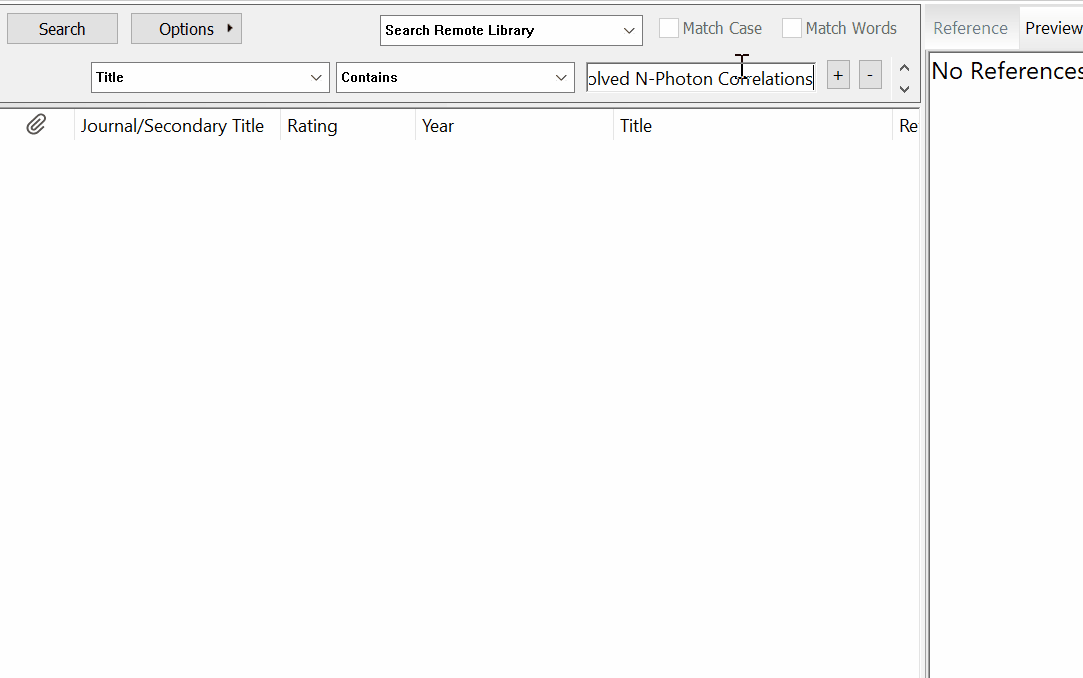 Search Options Search Remote Library Match Case Match Words Reference Preview
Title Contains olved N-Photon Correlations + -
No References
Journal/Secondary Title Rating Year Title Re